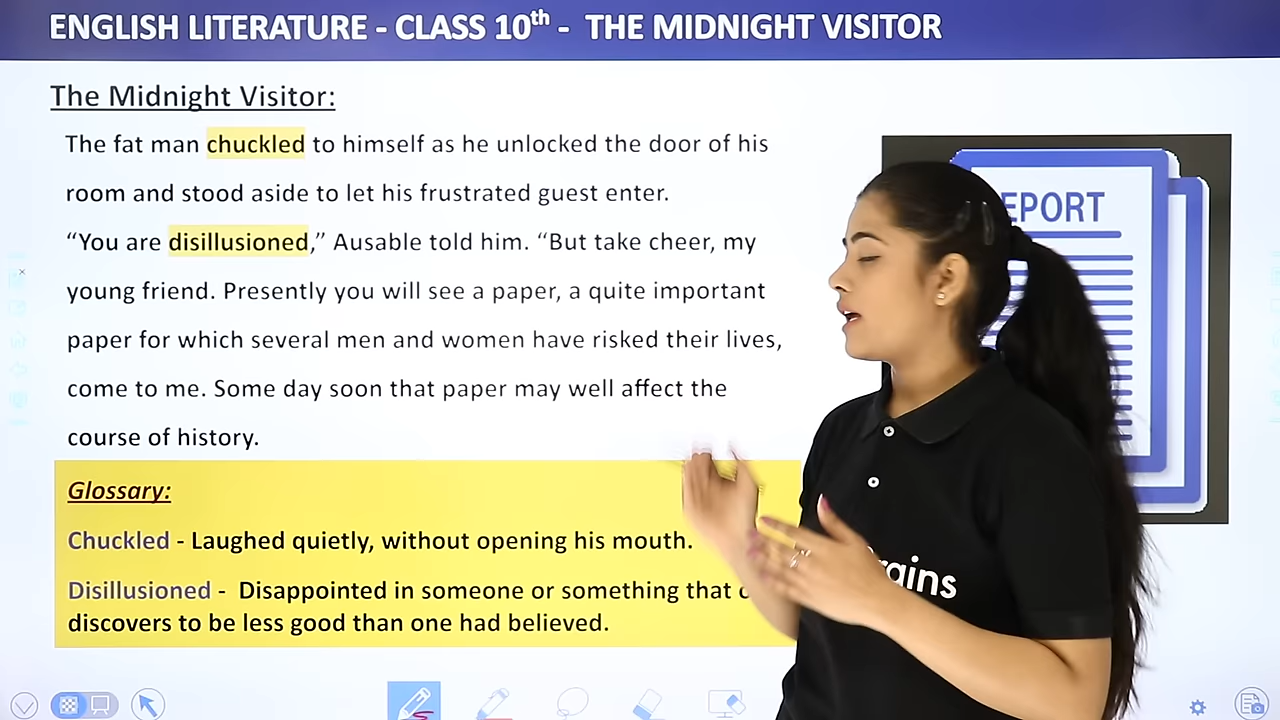 ENGLISH LITERATURE - CLASS 10th - THE MIDNIGHT VISITOR
The Midnight Visitor:
The fat man chuckled to himself as he unlocked the door of his
room and stood aside to let his frustrated guest enter.
“You are disillusioned,” Ausable told him. “But take cheer, my
young friend. Presently you will see a paper, a quite important
paper for which several men and women have risked their lives,
come to me. Some day soon that paper may well affect the
course of history.
Glossary:
Chuckled - Laughed quietly, without opening his mouth.
Disillusioned - Disappointed in someone or something that
discovers to be less good than one had believed.